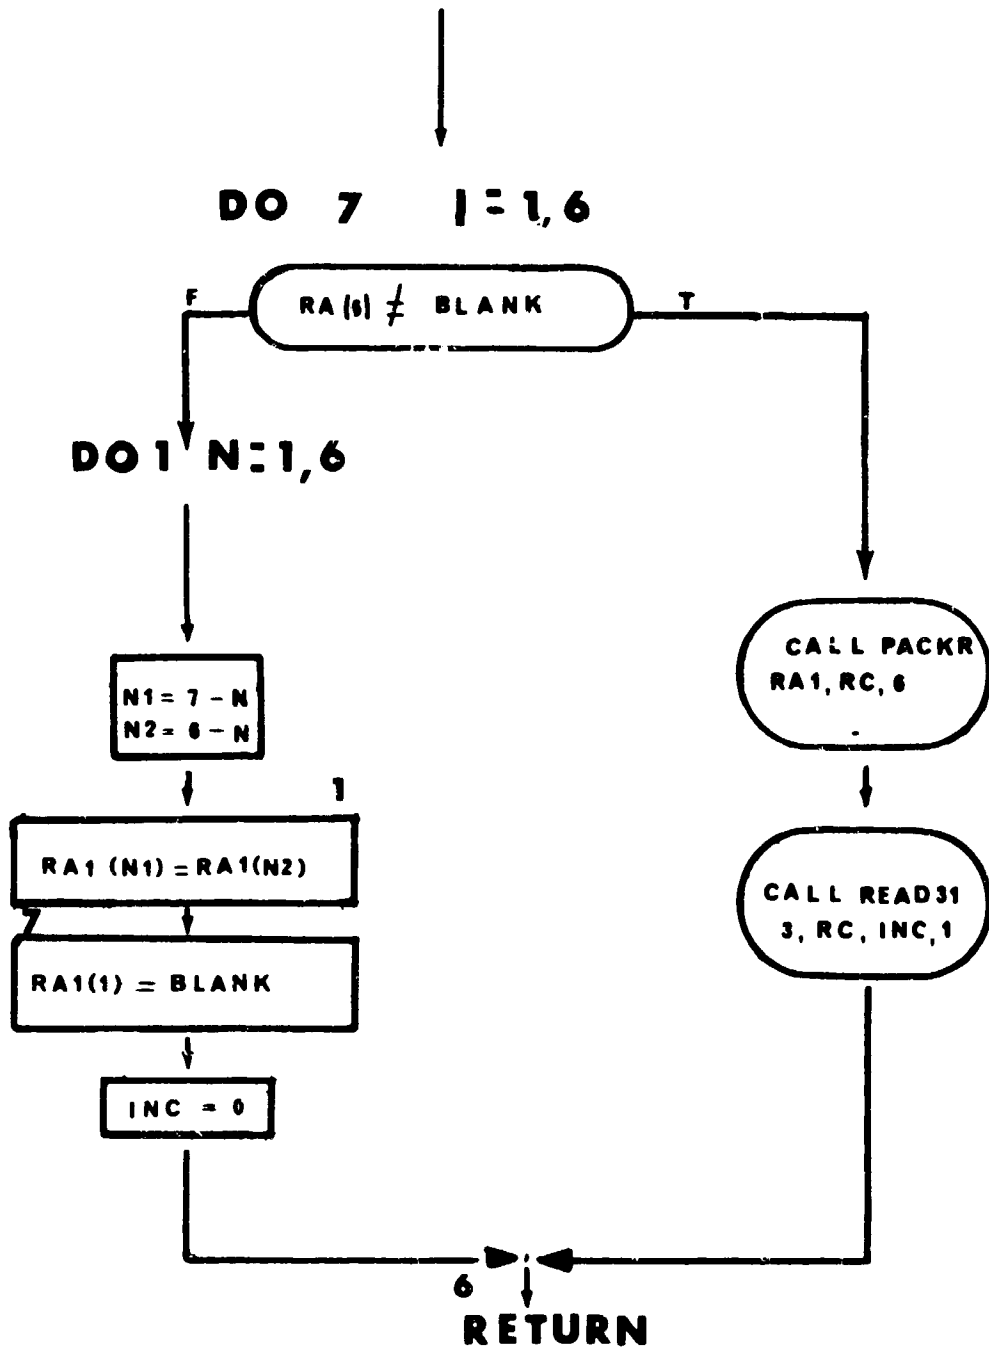 DO 7 I = 1, 6
F
RA (6) ≠ BLANK
T
DO 1 N = 1, 6
N1 = 7 - N
N2 = 6 - N
CALL PACKR
RA1, RC, 6
1
RA1 (N1) = RA1(N2)
CALL READ31
3, RC, INC, 1
7
RA1(1) = BLANK
INC = 0
6
RETURN